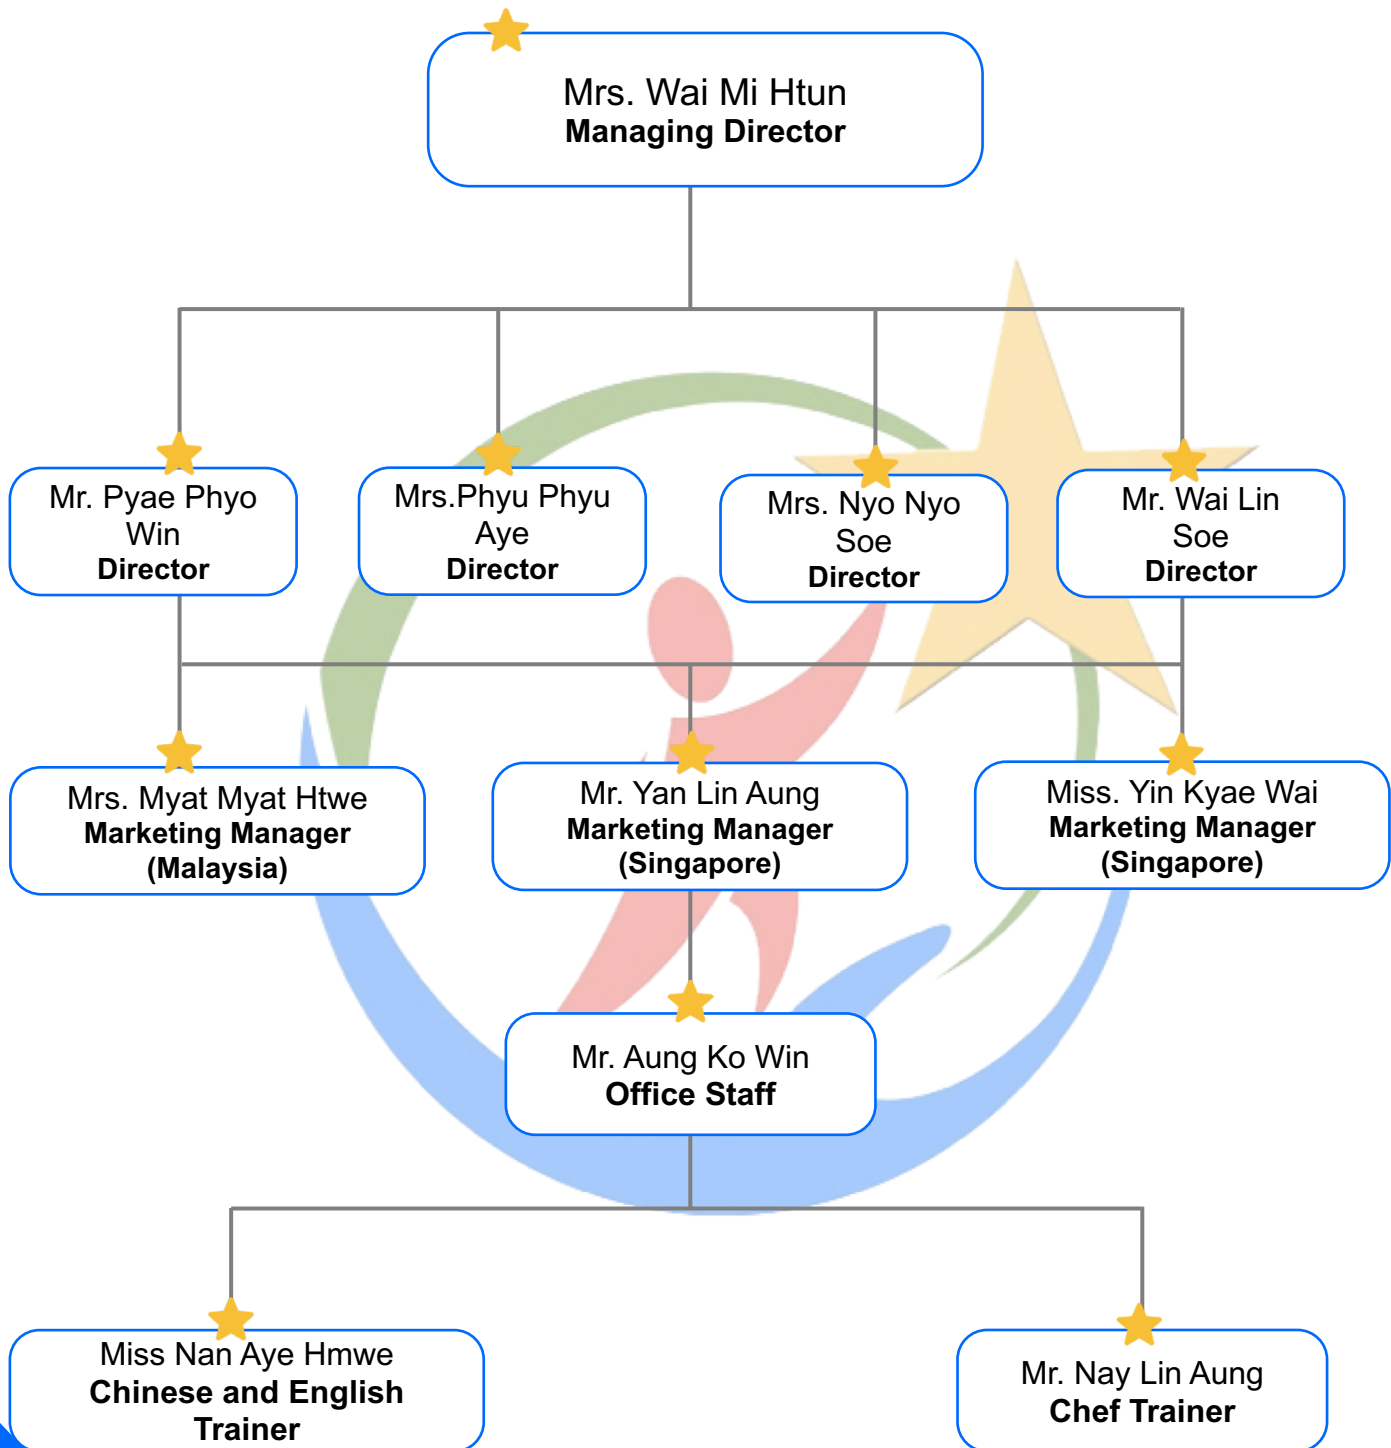 Mrs. Wai Mi Htun
Managing Director
Mr. Pyae Phyo
Win
Director
Mrs.Phyu Phyu
Aye
Director
Mrs. Nyo Nyo
Soe
Director
Mr. Wai Lin
Soe
Director
Mrs. Myat Myat Htwe
Marketing Manager
(Malaysia)
Mr. Yan Lin Aung
Marketing Manager
(Singapore)
Miss. Yin Kyae Wai
Marketing Manager
(Singapore)
Mr. Aung Ko Win
Office Staff
Miss Nan Aye Hmwe
Chinese and English
Trainer
Mr. Nay Lin Aung
Chef Trainer